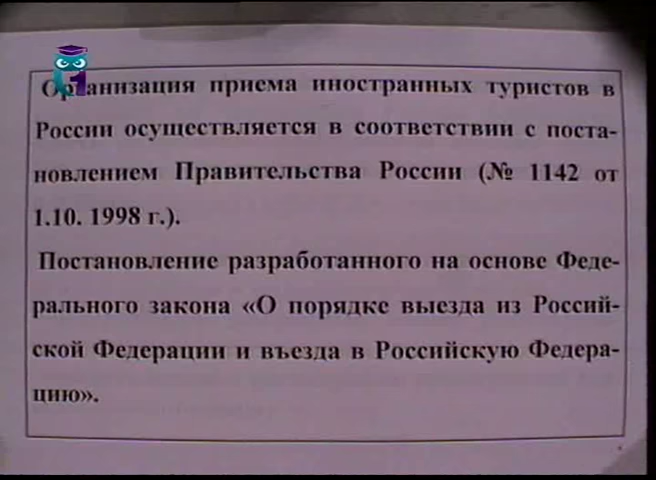 Организация приема иностранных туристов в
России осуществляется в соответствии с поста-
новлением Правительства России (№ 1142 от
1.10. 1998 г.).
Постановление разработанного на основе Феде-
рального закона «О порядке выезда из Россий-
ской Федерации и въезда в Российскую Федера-
цию».
1